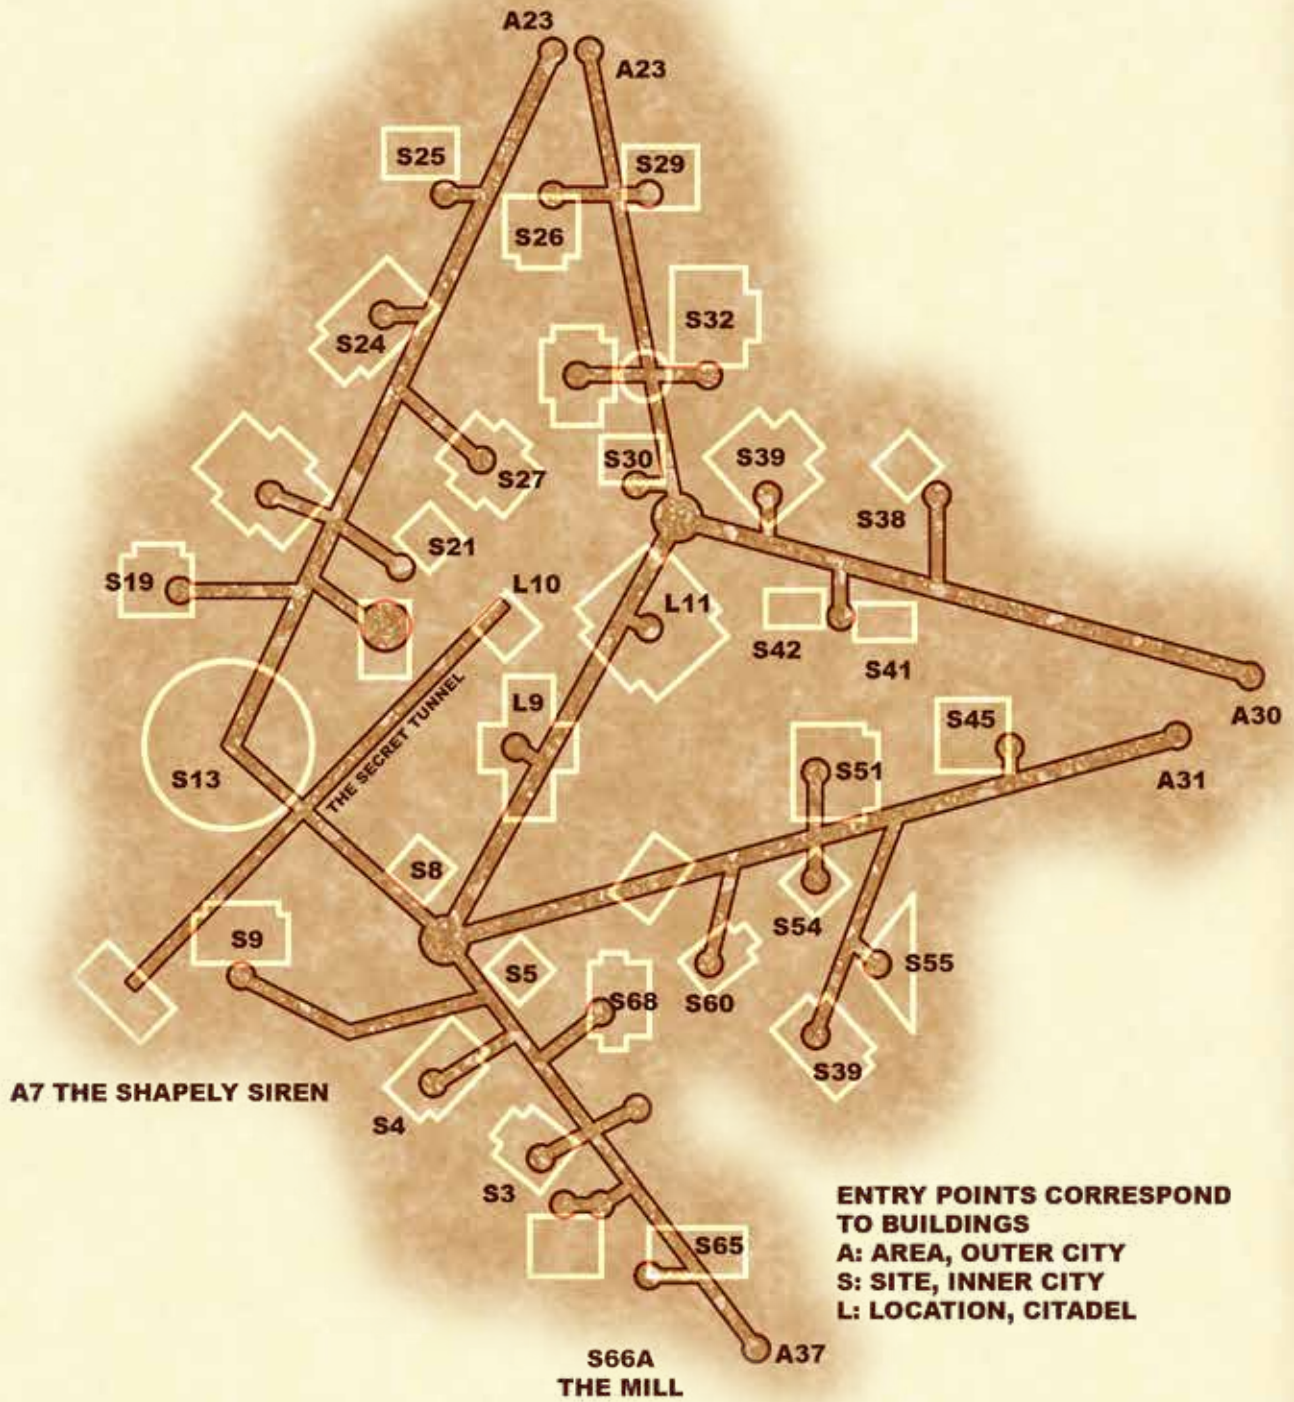 A23
A23
S25
S29
S26
S32
S24
S30
S39
S27
S38
S21
S19
L10
L11
S42
S41
L9
THE SECRET TUNNEL
S45
A30
S13
S51
A31
S8
S54
S9
S5
S55
S68
S60
S39
A7 THE SHAPELY SIREN
S4
S3
ENTRY POINTS CORRESPOND
TO BUILDINGS
A: AREA, OUTER CITY
S: SITE, INNER CITY
L: LOCATION, CITADEL
S65
A37
S66A
THE MILL